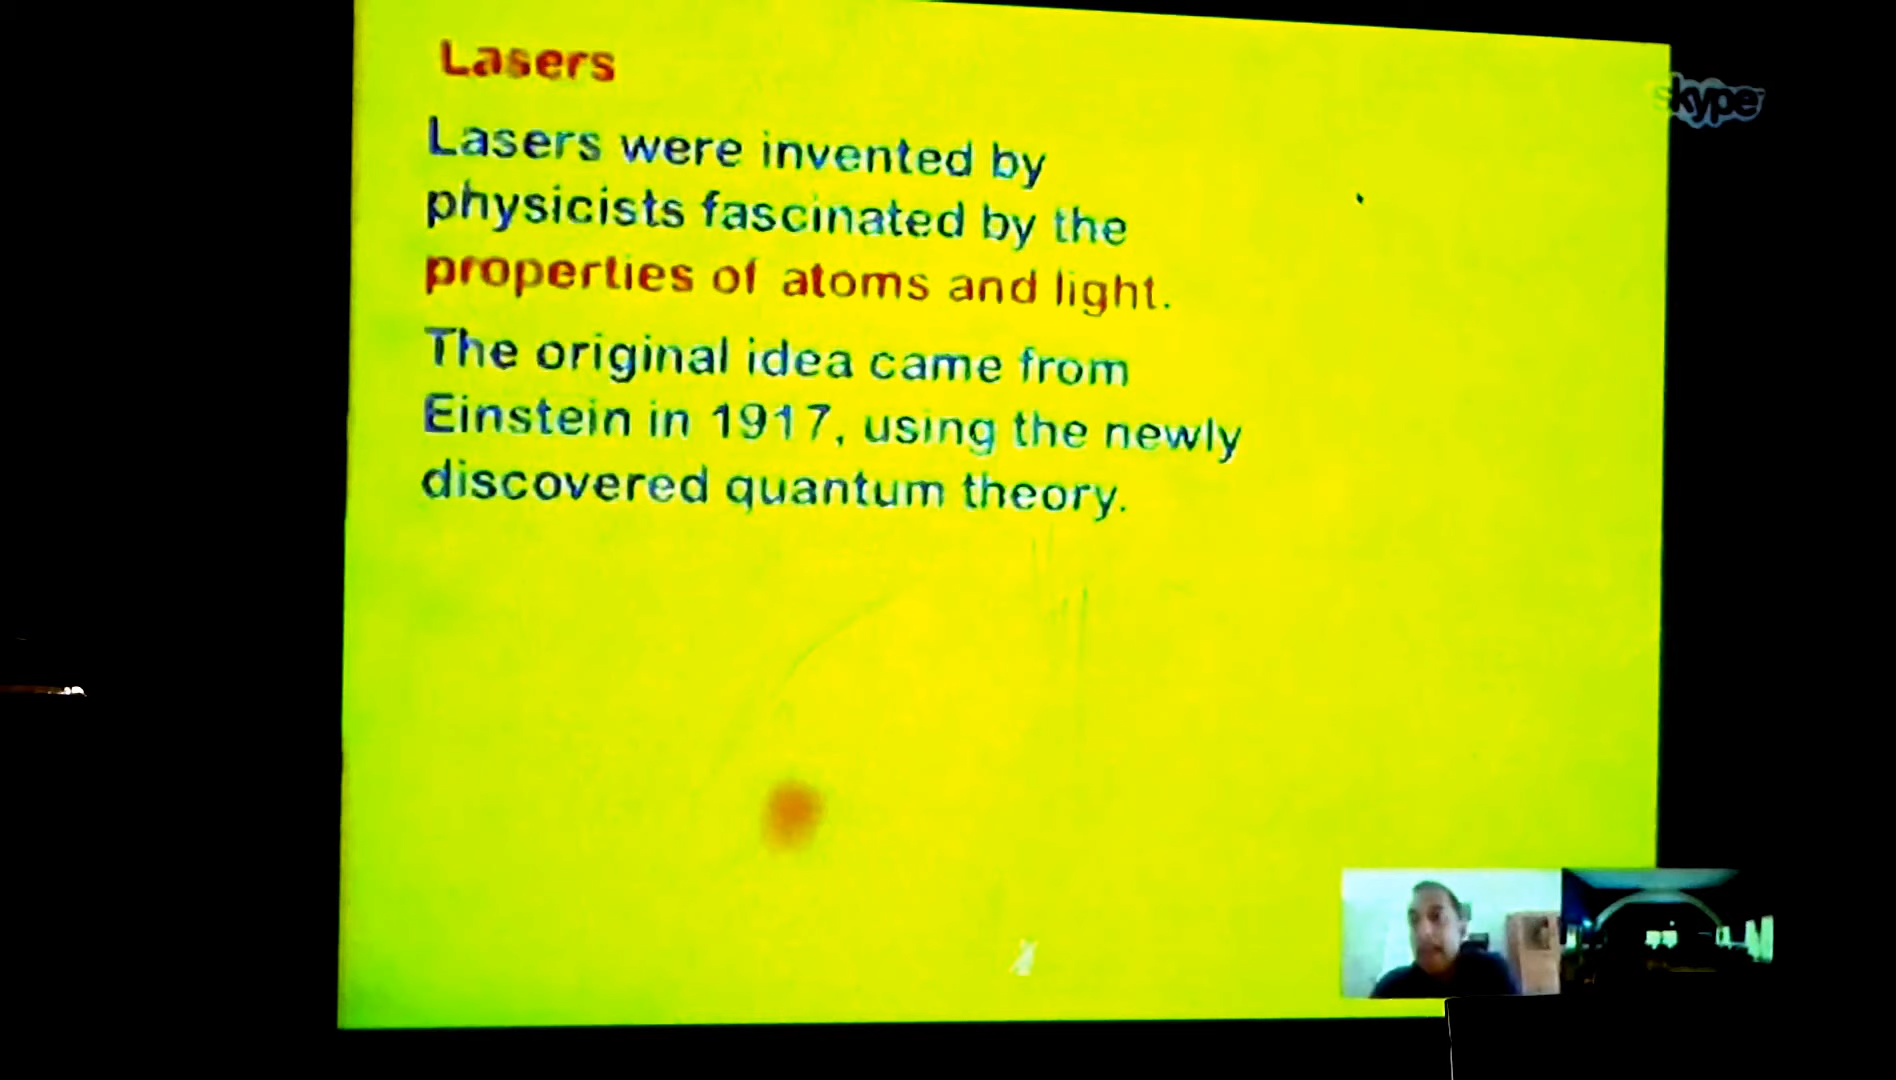 Lasers
skype
Lasers were invented by
physicists fascinated by the
properties of atoms and light.
The original idea came from
Einstein in 1917, using the newly
discovered quantum theory.